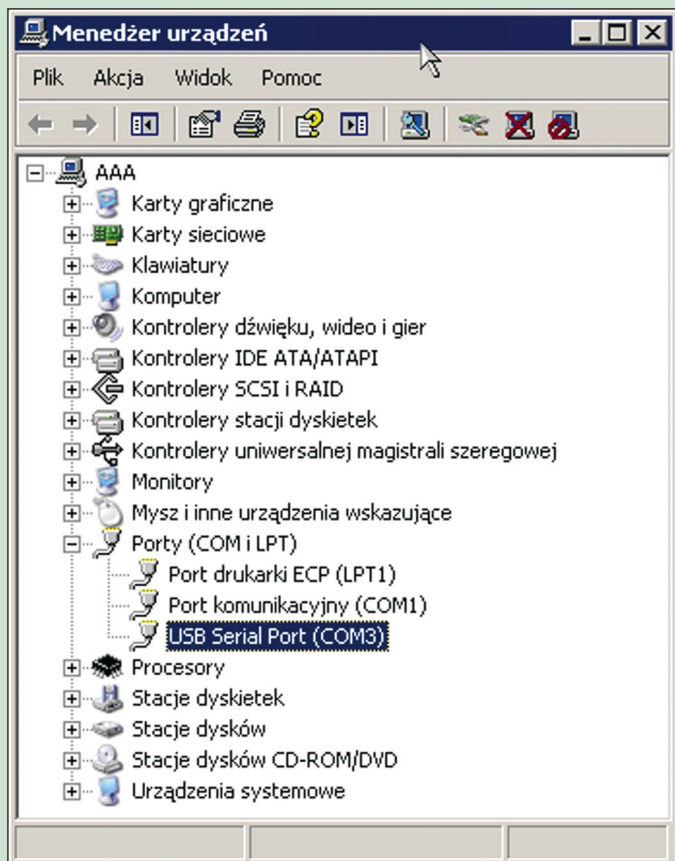 Menedżer urządzeń
Plik Akcja Widok Pomoc
AAA
Karty graficzne
Karty sieciowe
Klawiatury
Komputer
Kontrolery dźwięku, wideo i gier
Kontrolery IDE ATA/ATAPI
Kontrolery SCSI i RAID
Kontrolery stacji dyskietek
Kontrolery uniwersalnej magistrali szeregowej
Monitory
Mysz i inne urządzenia wskazujące
Porty (COM i LPT)
Port drukarki ECP (LPT1)
Port komunikacyjny (COM1)
USB Serial Port (COM3)
Procesory
Stacje dyskietek
Stacje dysków
Stacje dysków CD-ROM/DVD
Urządzenia systemowe